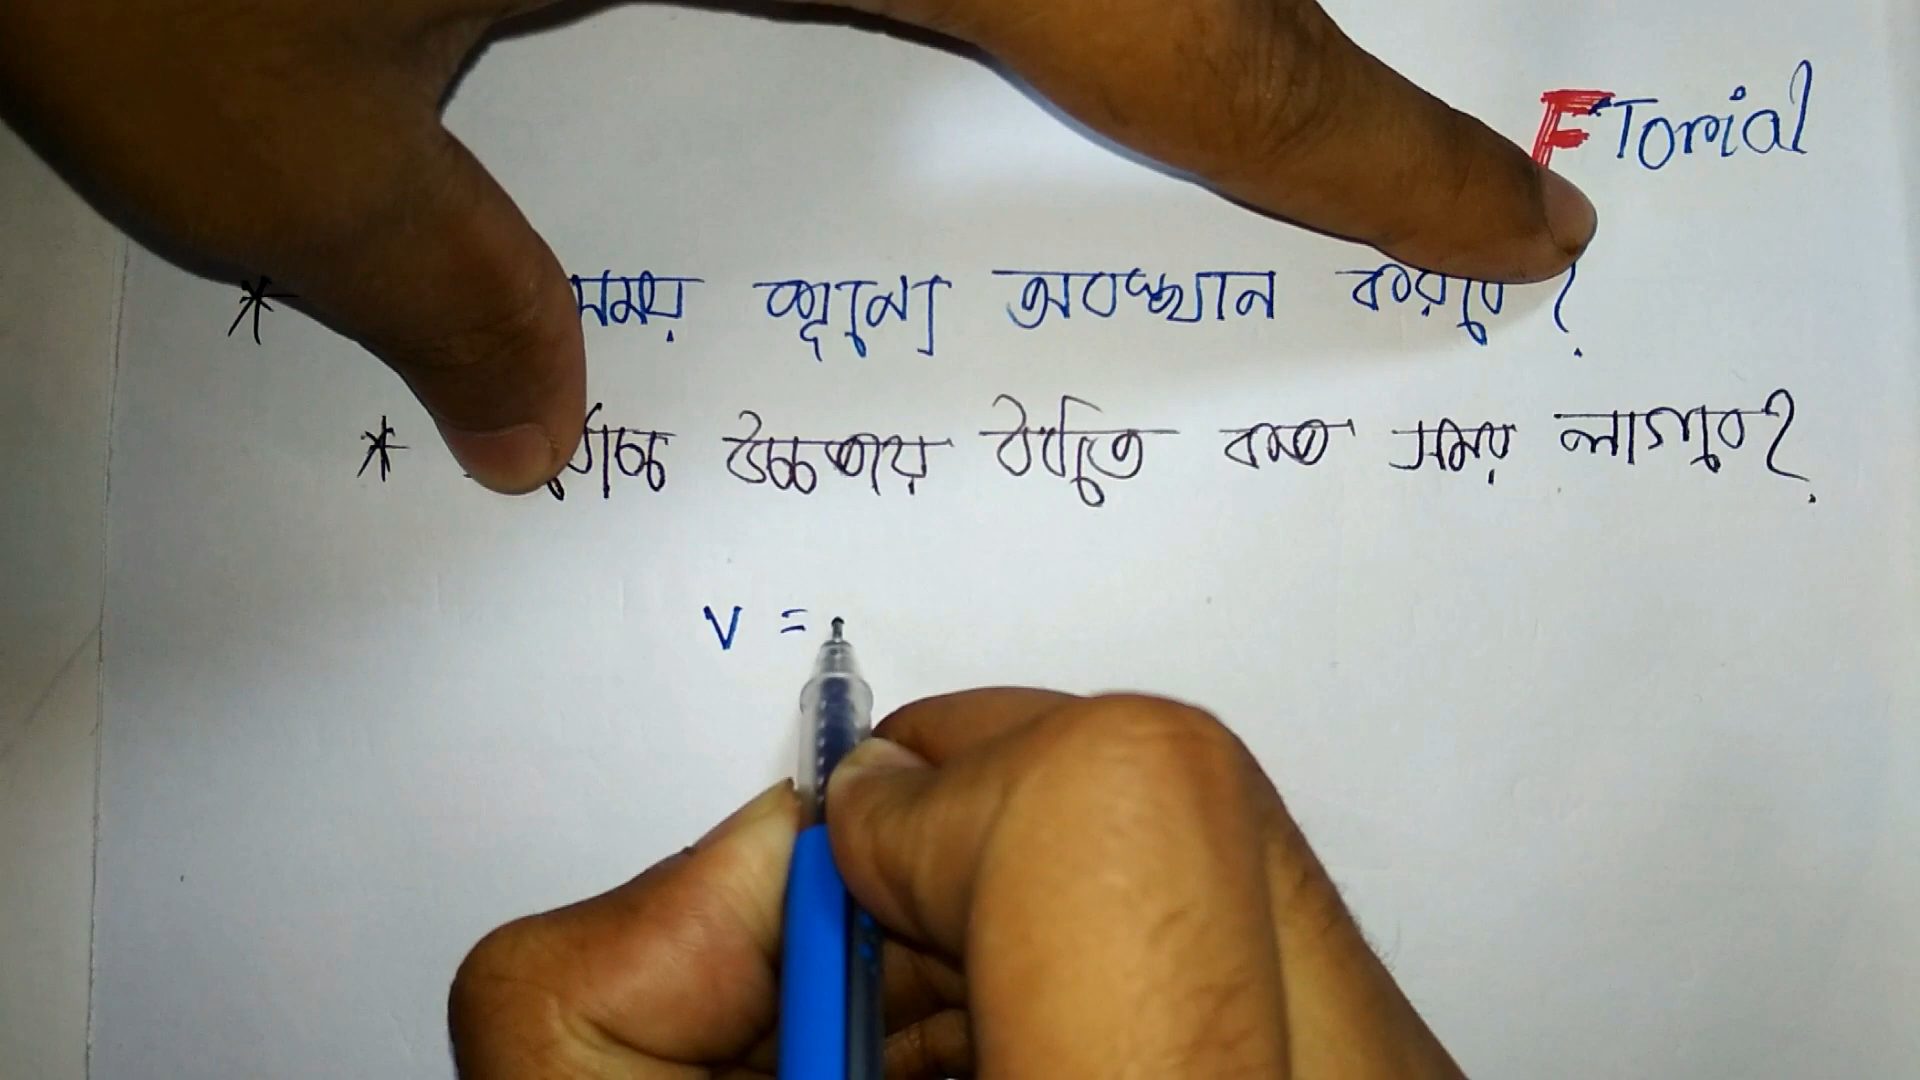 FTorial
* সময় শূন্যে অবস্থান করবে?
* উচ্চতায় উঠতে কত সময় লাগবে?
v =